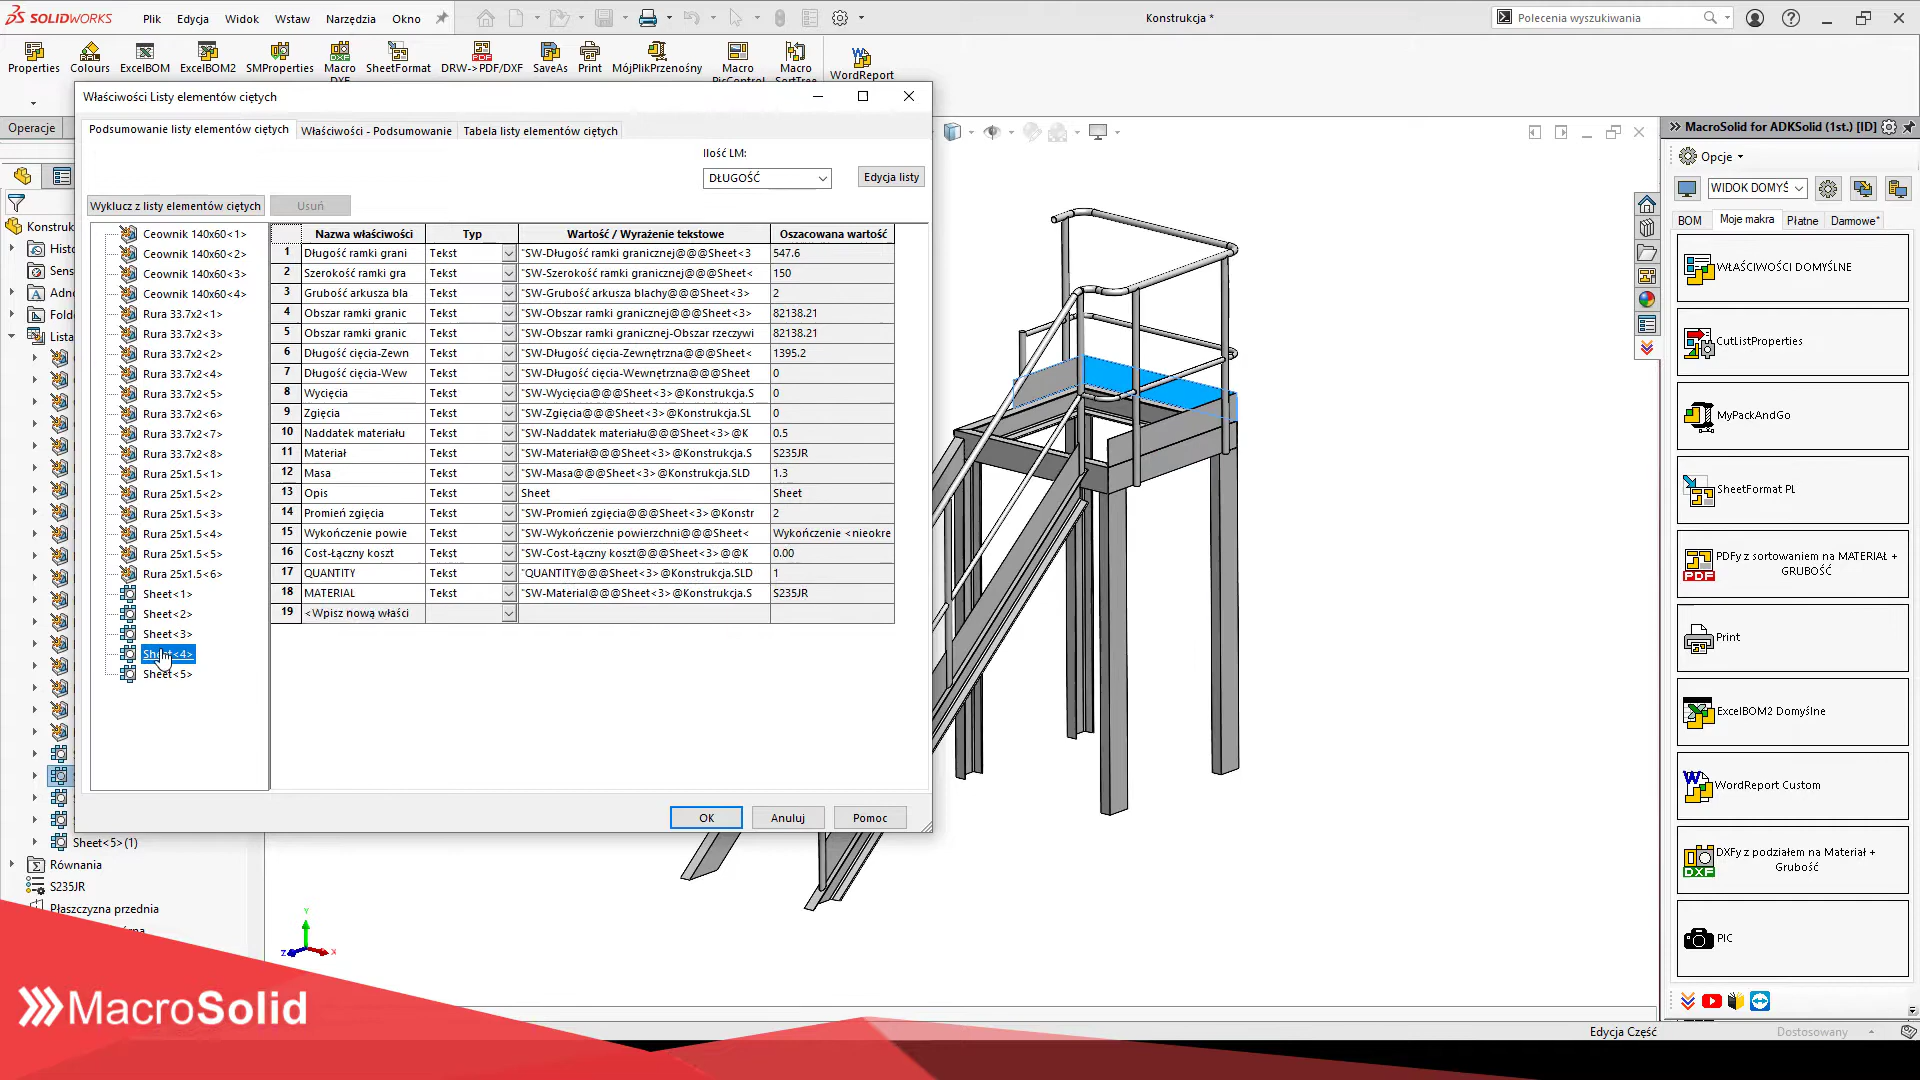 SOLIDWORKS
Plik Edycja Widok Wstaw Narzędzia Okno
Konstrukcja *
Polecenia wyszukiwania
Properties
Colours
ExcelBOM
ExcelBOM2
SMProperties
Macro
DXF
SheetFormat
DRW->PDF/DXF
SaveAs
Print
MójPlikPrzenośny
Macro
Macro
WordReport
Operacje
Właściwości Listy elementów ciętych
Podsumowanie listy elementów ciętych
Właściwości - Podsumowanie
Tabela listy elementów ciętych
Ilość LM:
DŁUGOŚĆ
Edycja listy
Wyklucz z listy elementów ciętych
Usuń
Ceownik 140x60<1>
Ceownik 140x60<2>
Ceownik 140x60<3>
Ceownik 140x60<4>
Rura 33.7x2<1>
Rura 33.7x2<3>
Rura 33.7x2<2>
Rura 33.7x2<4>
Rura 33.7x2<5>
Rura 33.7x2<6>
Rura 33.7x2<7>
Rura 33.7x2<8>
Rura 25x1.5<1>
Rura 25x1.5<2>
Rura 25x1.5<3>
Rura 25x1.5<4>
Rura 25x1.5<5>
Rura 25x1.5<6>
Sheet<1>
Sheet<2>
Sheet<3>
Sheet<4>
Sheet<5>
Nazwa właściwości Typ Wartość / Wyrażenie tekstowe Oszacowana wartość
1 Długość ramki grani Tekst "SW-Długość ramki granicznej@@@Sheet<3 547.6
2 Szerokość ramki gra Tekst "SW-Szerokość ramki granicznej@@@Sheet< 150
3 Grubość arkusza bla Tekst "SW-Grubość arkusza blachy@@@Sheet<3> 2
4 Obszar ramki granic Tekst "SW-Obszar ramki granicznej@@@Sheet<3> 82138.21
5 Obszar ramki granic Tekst "SW-Obszar ramki granicznej-Obszar rzeczywi 82138.21
6 Długość cięcia-Zewn Tekst "SW-Długość cięcia-Zewnętrzna@@@Sheet< 1395.2
7 Długość cięcia-Wew Tekst "SW-Długość cięcia-Wewnętrzna@@@Sheet 0
8 Wycięcia Tekst "SW-Wycięcia@@@Sheet<3>@Konstrukcja.S 0
9 Zgięcia Tekst "SW-Zgięcia@@@Sheet<3>@Konstrukcja.SL 0
10 Naddatek materiału Tekst "SW-Naddatek materiału@@@Sheet<3>@K 0.5
11 Materiał Tekst "SW-Materiał@@@Sheet<3>@Konstrukcja.S S235JR
12 Masa Tekst "SW-Masa@@@Sheet<3>@Konstrukcja.SLD 1.3
13 Opis Tekst Sheet Sheet
14 Promień zgięcia Tekst "SW-Promień zgięcia@@@Sheet<3>@Konstr 2
15 Wykończenie powie Tekst "SW-Wykończenie powierzchni@@@Sheet< Wykończenie <nieokre
16 Cost-Łączny koszt Tekst "SW-Cost-Łączny koszt@@@Sheet<3>@@K 0.00
17 QUANTITY Tekst "QUANTITY@@@Sheet<3>@Konstrukcja.SLD 1
18 MATERIAL Tekst "SW-Material@@@Sheet<3>@Konstrukcja.S S235JR
19 <Wpisz nową właści
OK Anuluj Pomoc
Konstruk
Histo
Sens
Adno
Folde
Lista
Sheet<5>(1)
Równania
S235JR
Płaszczyzna przednia
Y
Z
X
MacroSolid for ADKSolid (1st.) [ID]
Opcje
WIDOK DOMYŚ
BOM Moje makra Płatne Damowe*
WŁAŚCIWOŚCI DOMYŚLNE
CutListProperties
MyPackAndGo
SheetFormat PL
PDFy z sortowaniem na MATERIAŁ +
GRUBOŚĆ
Print
ExcelBOM2 Domyślne
WordReport Custom
DXFy z podziałem na Materiał +
Grubość
PIC
Edycja Część
Dostosowany
MacroSolid